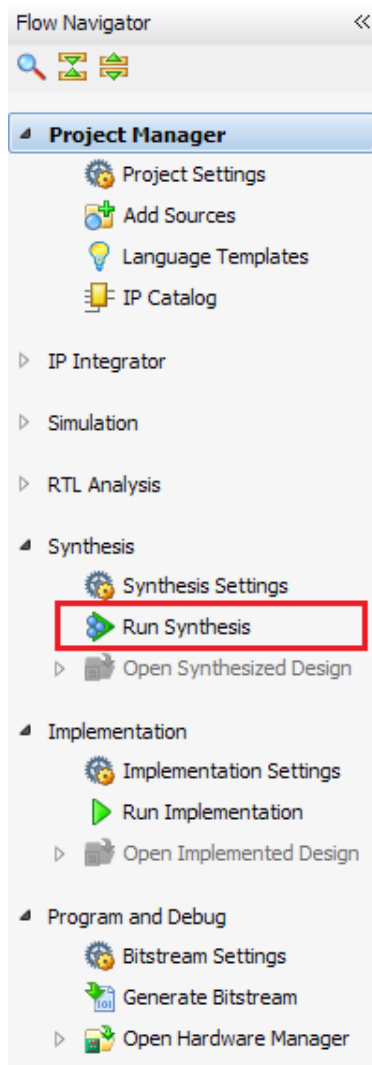 Flow Navigator
Project Manager
Project Settings
Add Sources
Language Templates
IP Catalog
IP Integrator
Simulation
RTL Analysis
Synthesis
Synthesis Settings
Run Synthesis
Open Synthesized Design
Implementation
Implementation Settings
Run Implementation
Open Implemented Design
Program and Debug
Bitstream Settings
Generate Bitstream
Open Hardware Manager